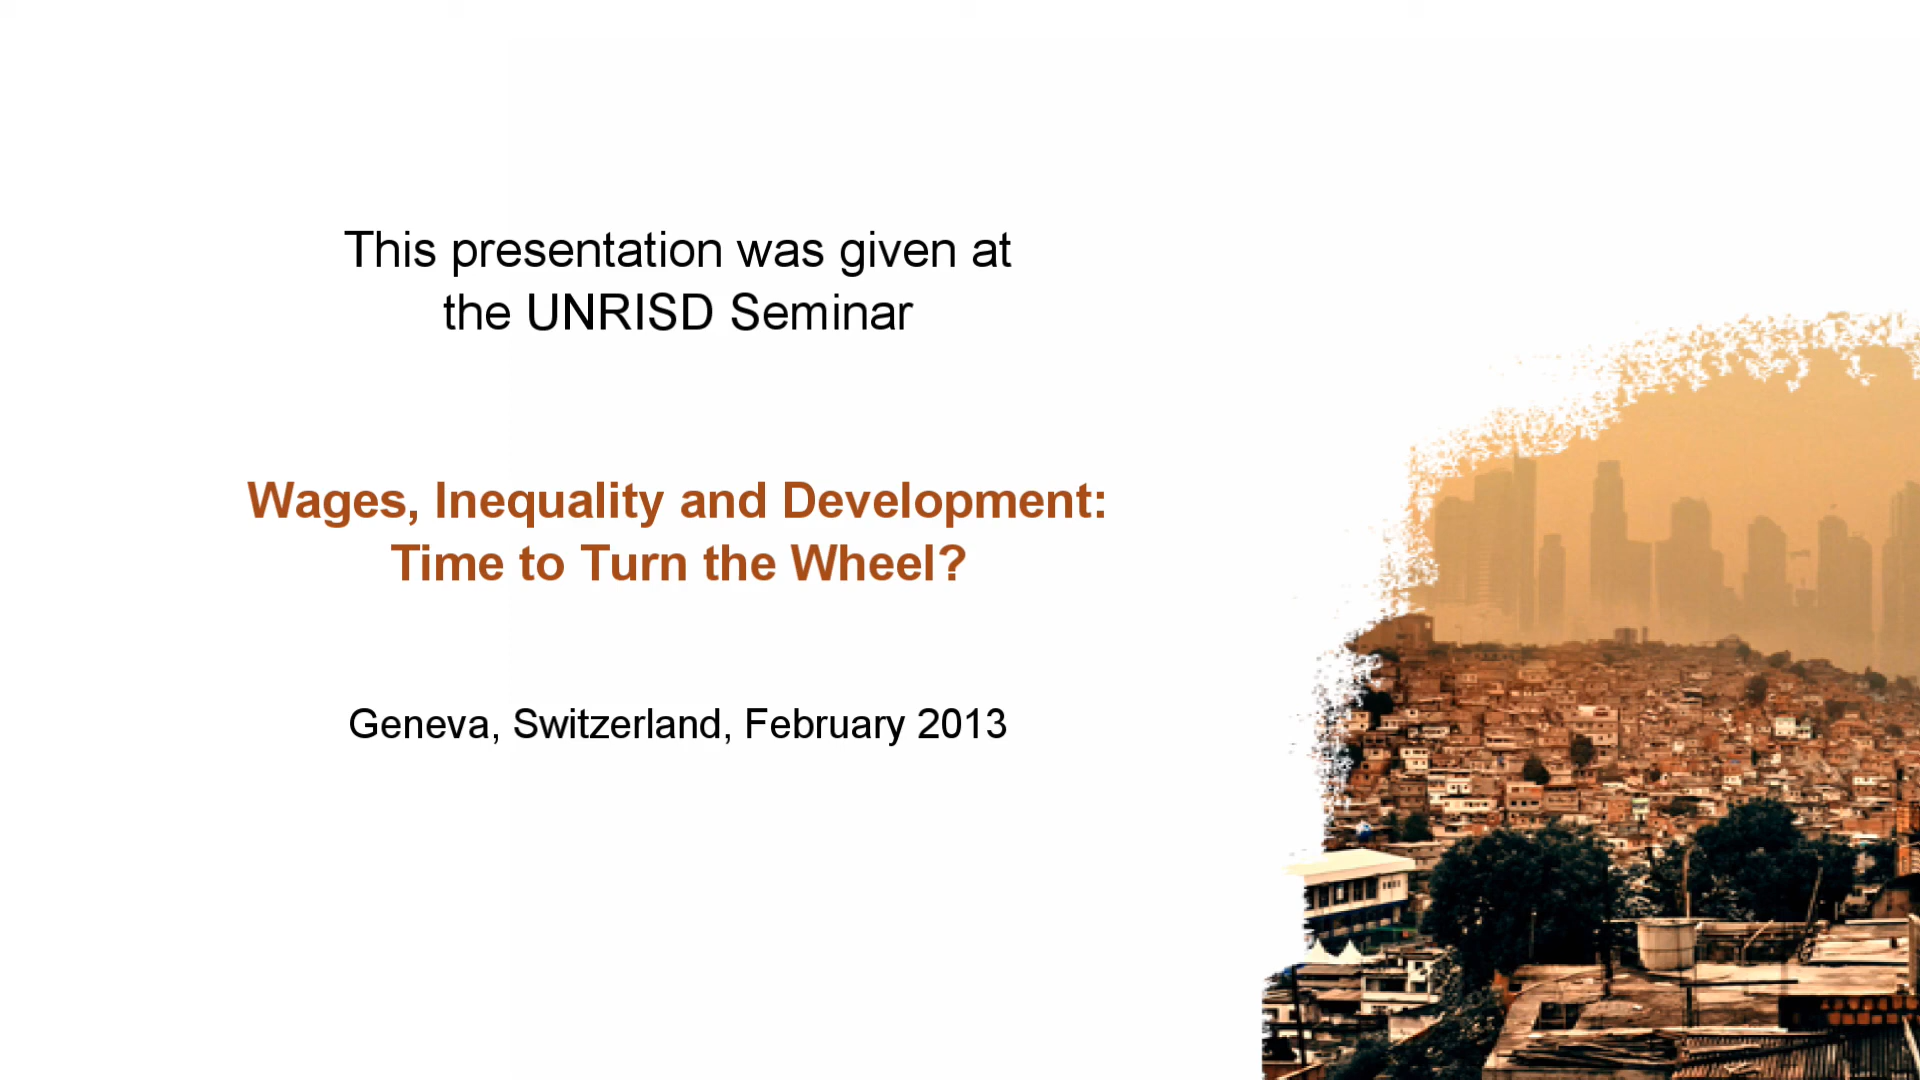 This presentation was given at
the UNRISD Seminar
Wages, Inequality and Development:
Time to Turn the Wheel?
Geneva, Switzerland, February 2013